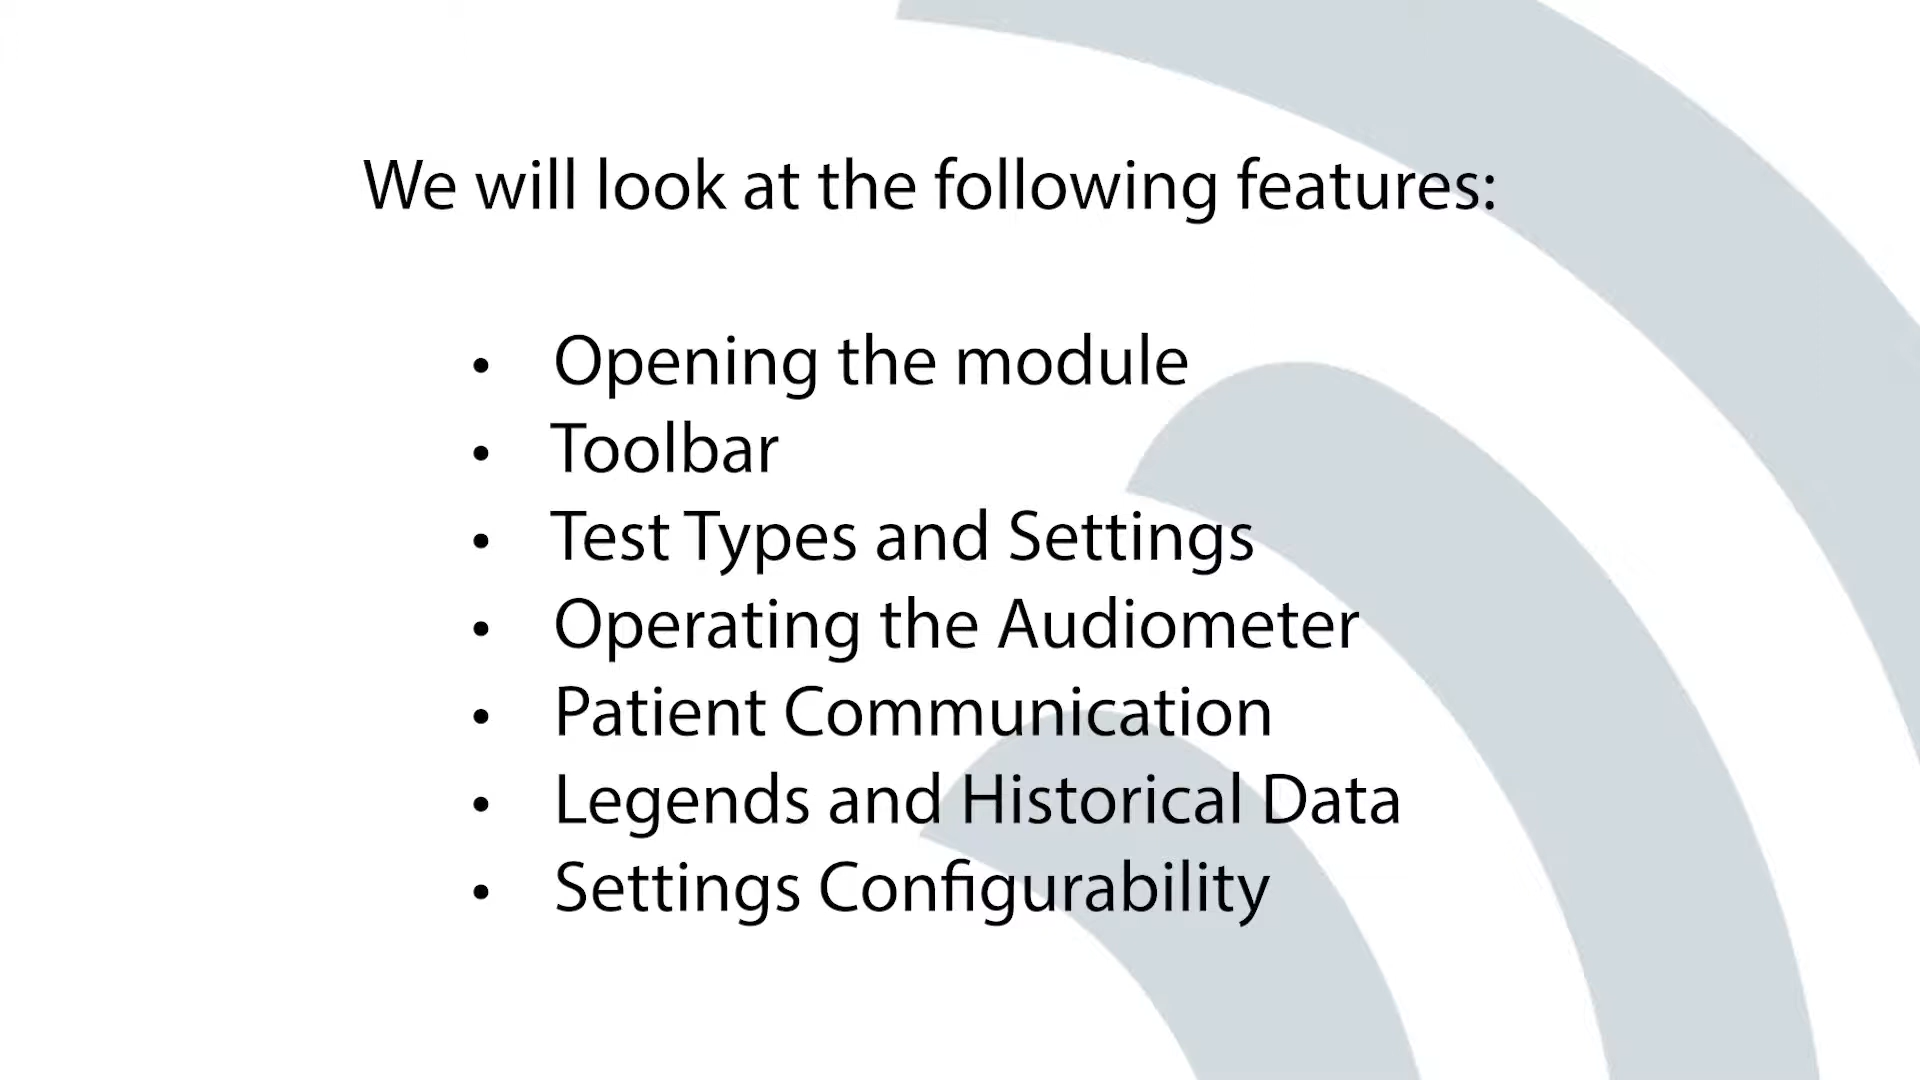 We will look at the following features:
• Opening the module
• Toolbar
• Test Types and Settings
• Operating the Audiometer
• Patient Communication
• Legends and Historical Data
• Settings Configurability